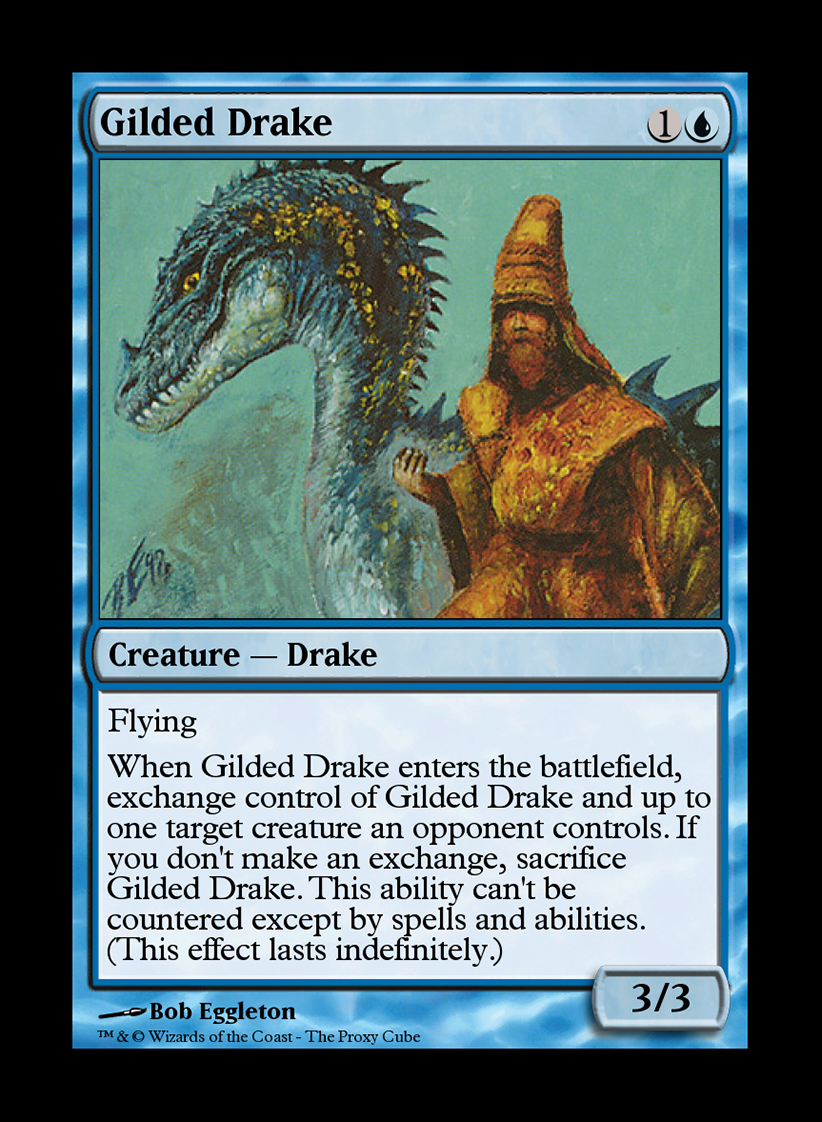 Gilded Drake 1
Creature — Drake
Flying
When Gilded Drake enters the battlefield,
exchange control of Gilded Drake and up to
one target creature an opponent controls. If
you don't make an exchange, sacrifice
Gilded Drake. This ability can't be
countered except by spells and abilities.
(This effect lasts indefinitely.)
3/3
Bob Eggleton
™ & © Wizards of the Coast - The Proxy Cube